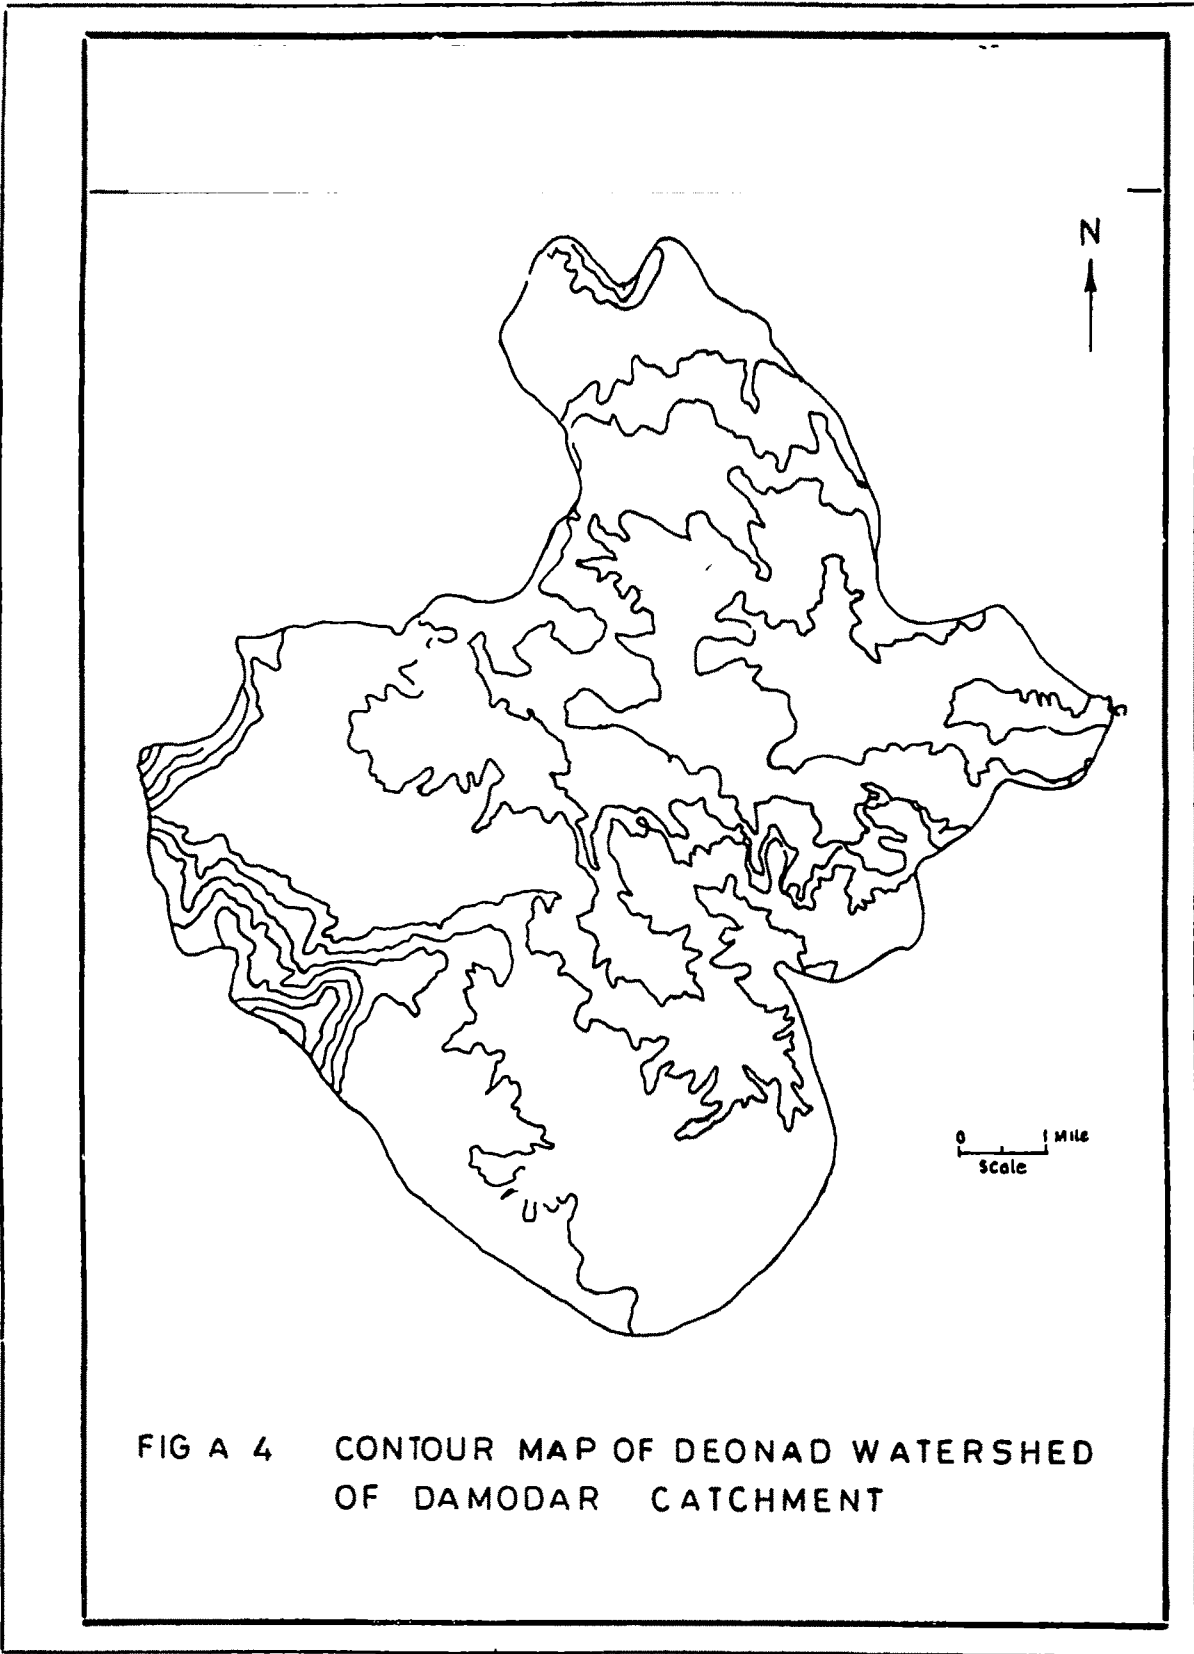 N
0 1 Mile
Scale
FIG A 4 CONTOUR MAP OF DEONAD WATERSHED
OF DAMODAR CATCHMENT